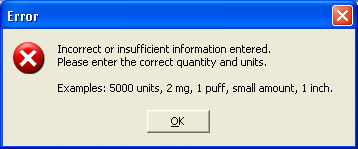 Error
Incorrect or insufficient information entered.
Please enter the correct quantity and units.
Examples: 5000 units, 2 mg, 1 puff, small amount, 1 inch.
OK